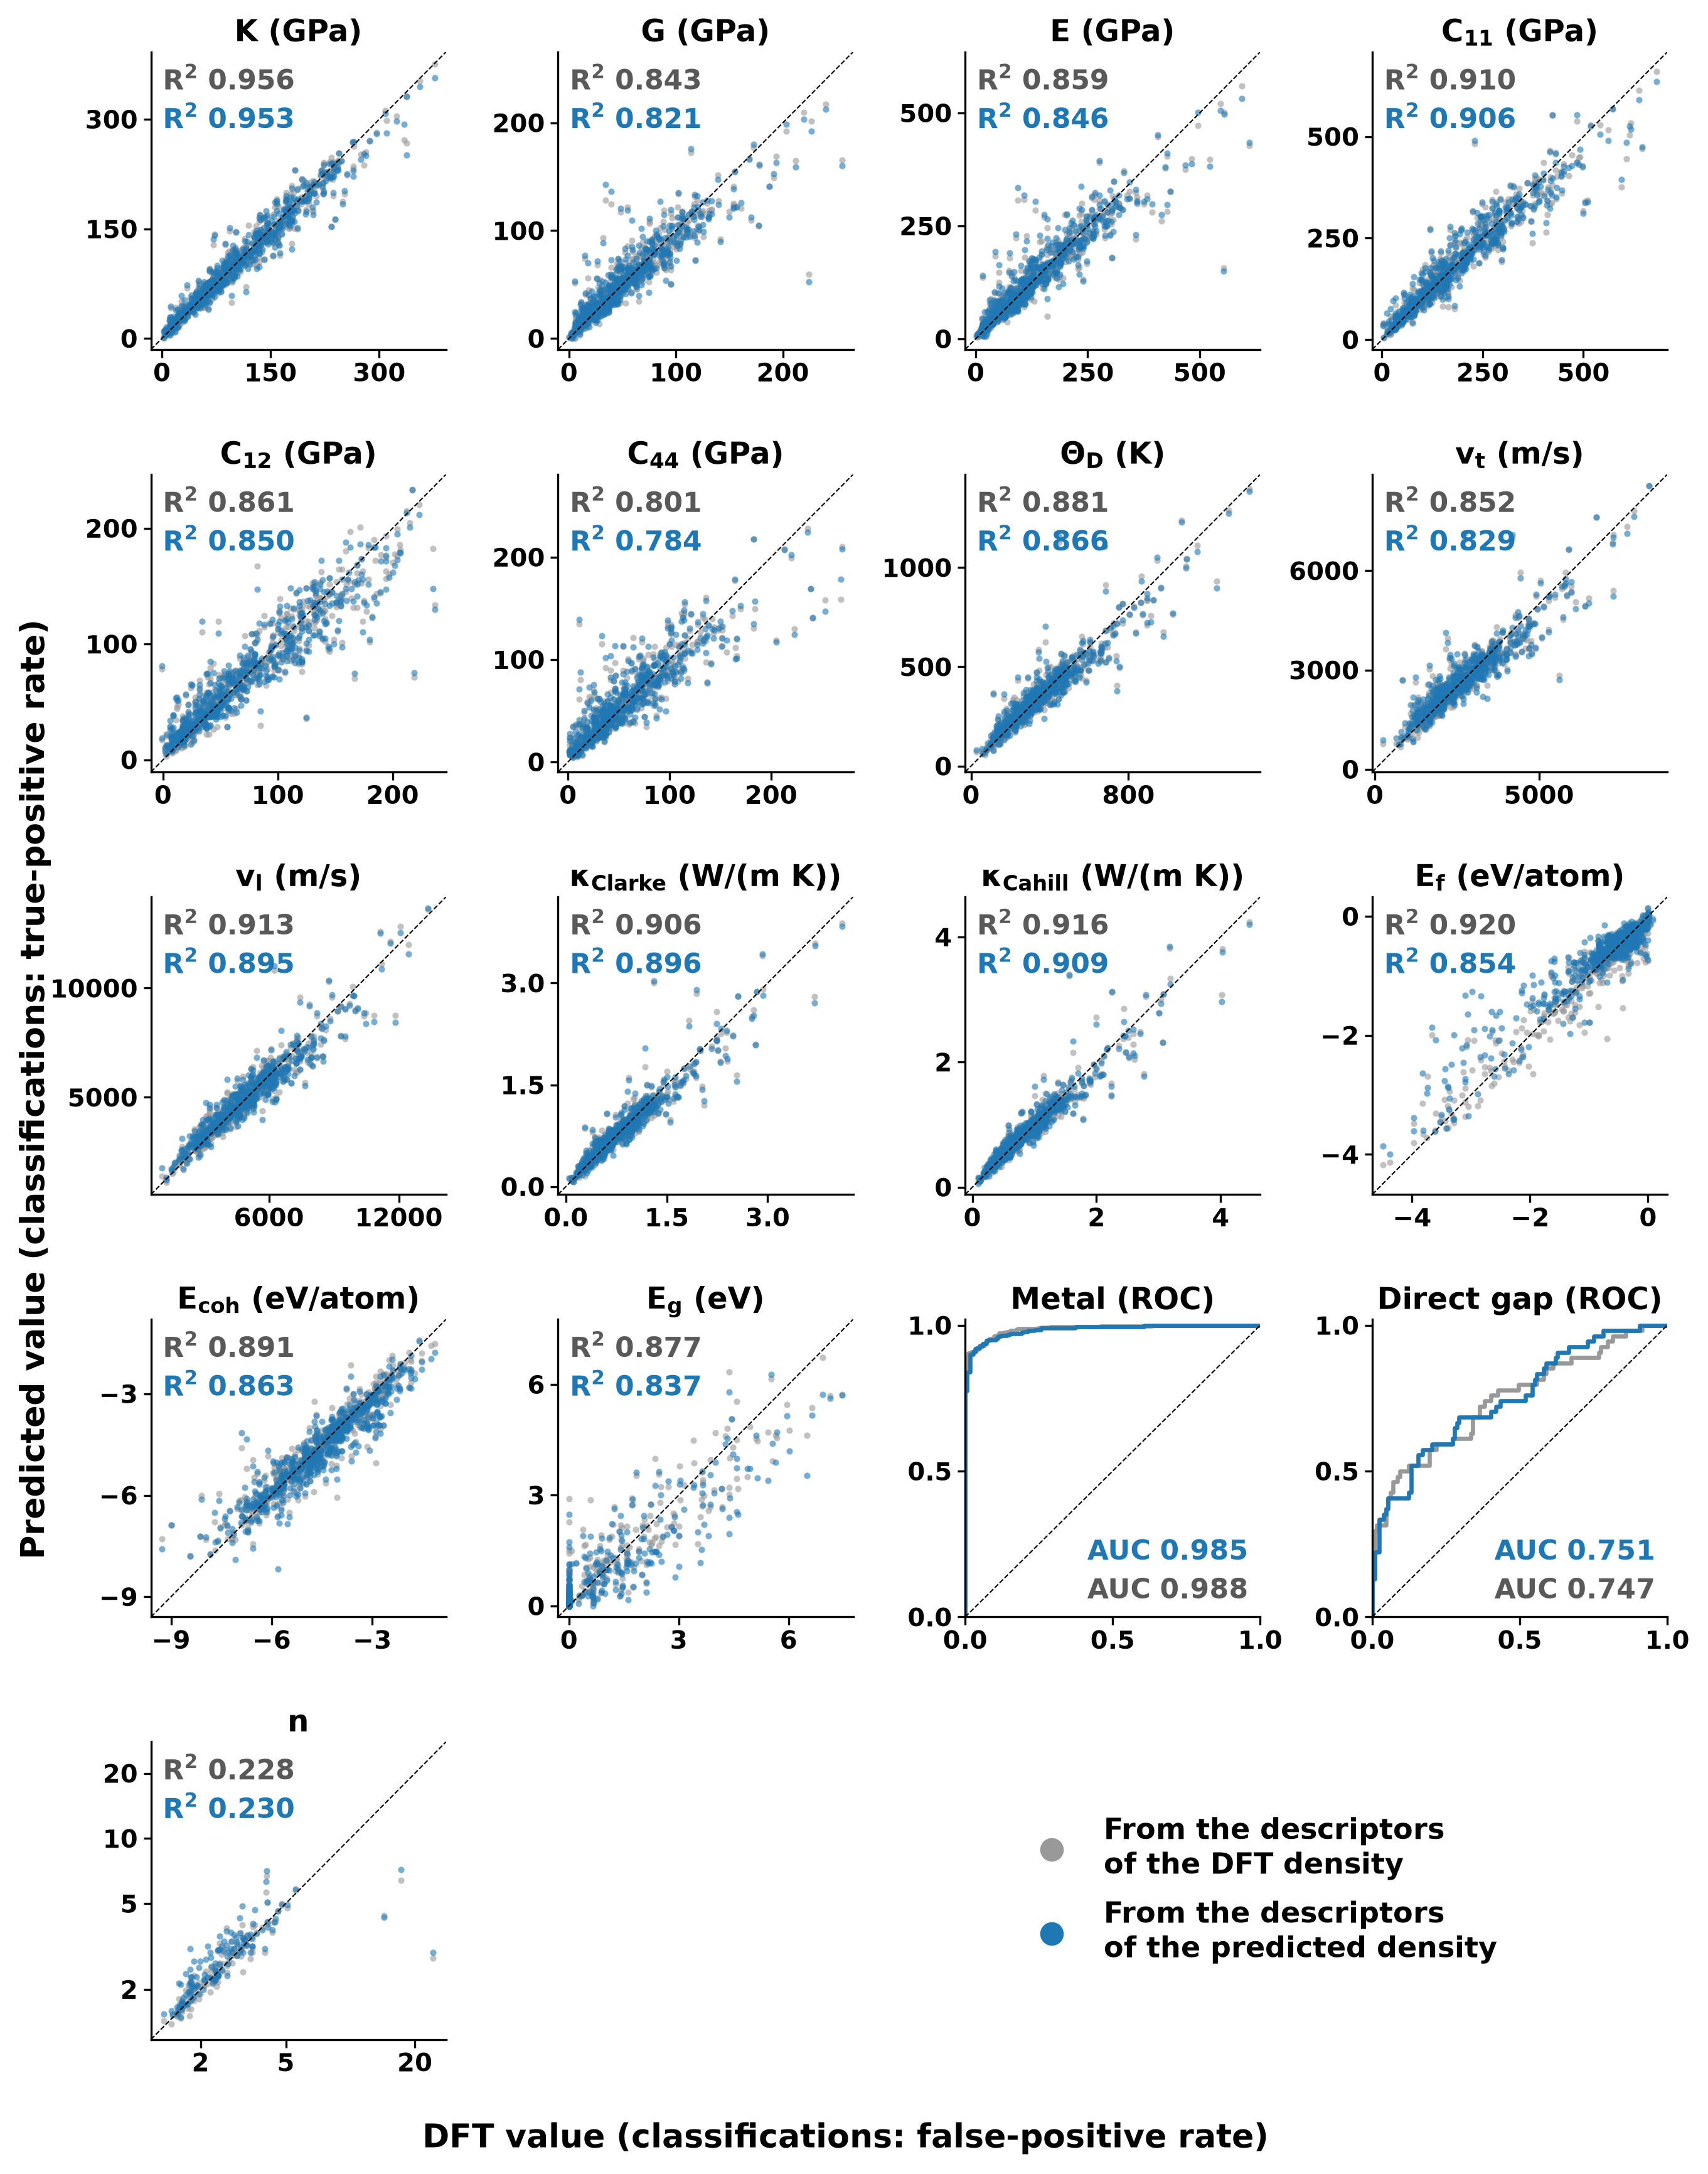 K (GPa)
R² 0.956
R² 0.953
300
150
0
0 150 300
G (GPa)
R² 0.843
R² 0.821
200
100
0
0 100 200
E (GPa)
R² 0.859
R² 0.846
500
250
0
0 250 500
C₁₁ (GPa)
R² 0.910
R² 0.906
500
250
0
0 250 500
C₁₂ (GPa)
R² 0.861
R² 0.850
200
100
0
0 100 200
C₄₄ (GPa)
R² 0.801
R² 0.784
200
100
0
0 100 200
Θ_D (K)
R² 0.881
R² 0.866
1000
500
0
0 800
v_t (m/s)
R² 0.852
R² 0.829
6000
3000
0
0 5000
v_l (m/s)
R² 0.913
R² 0.895
10000
5000
6000 12000
κ_Clarke (W/(m K))
R² 0.906
R² 0.896
3.0
1.5
0.0
0.0 1.5 3.0
κ_Cahill (W/(m K))
R² 0.916
R² 0.909
4
2
0
0 2 4
E_f (eV/atom)
R² 0.920
R² 0.854
0
−2
−4
−4 −2 0
E_coh (eV/atom)
R² 0.891
R² 0.863
−3
−6
−9
−9 −6 −3
E_g (eV)
R² 0.877
R² 0.837
6
3
0
0 3 6
Metal (ROC)
1.0
0.5
0.0
AUC 0.985
AUC 0.988
0.0 0.5 1.0
Direct gap (ROC)
1.0
0.5
0.0
AUC 0.751
AUC 0.747
0.0 0.5 1.0
n
R² 0.228
R² 0.230
20
10
5
2
2 5 20
From the descriptors
of the DFT density
From the descriptors
of the predicted density
Predicted value (classifications: true-positive rate)
DFT value (classifications: false-positive rate)